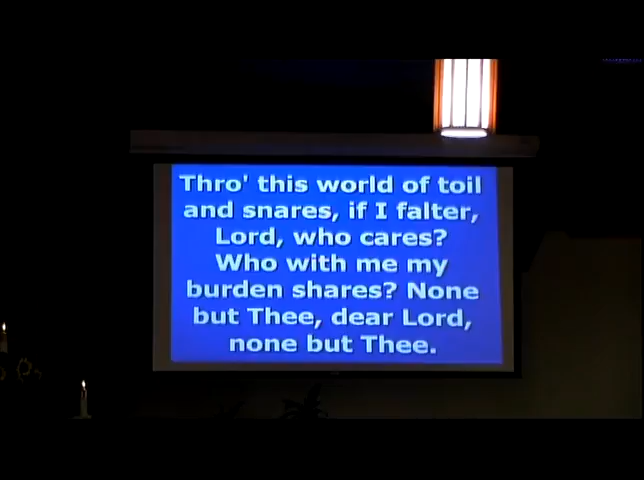 Thro' this world of toil
and snares, if I falter,
Lord, who cares?
Who with me my
burden shares? None
but Thee, dear Lord,
none but Thee.